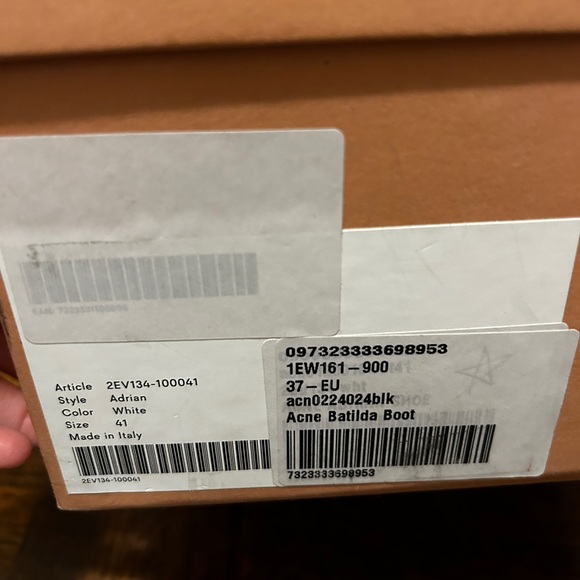 Article 2EV134-100041
Style Adrian
Color White
Size 41
Made in Italy
2EV134-100041
097323333698953
1EW161-900
37-EU
acn0224024blk
Acne Batilda Boot
7323333698953